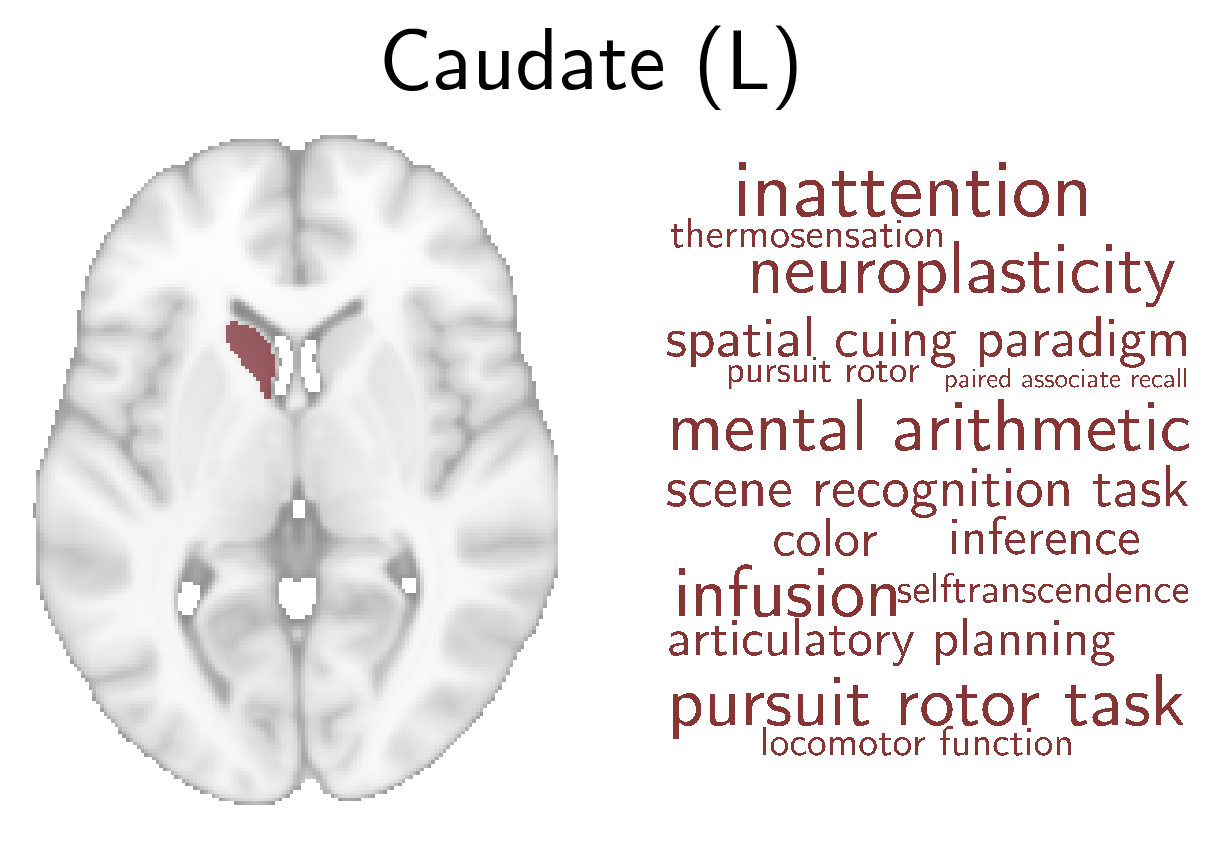 Caudate (L)
inattention
thermosensation
neuroplasticity
spatial cuing paradigm
pursuit rotor
paired associate recall
mental arithmetic
scene recognition task
color
inference
infusion
selftranscendence
articulatory planning
pursuit rotor task
locomotor function